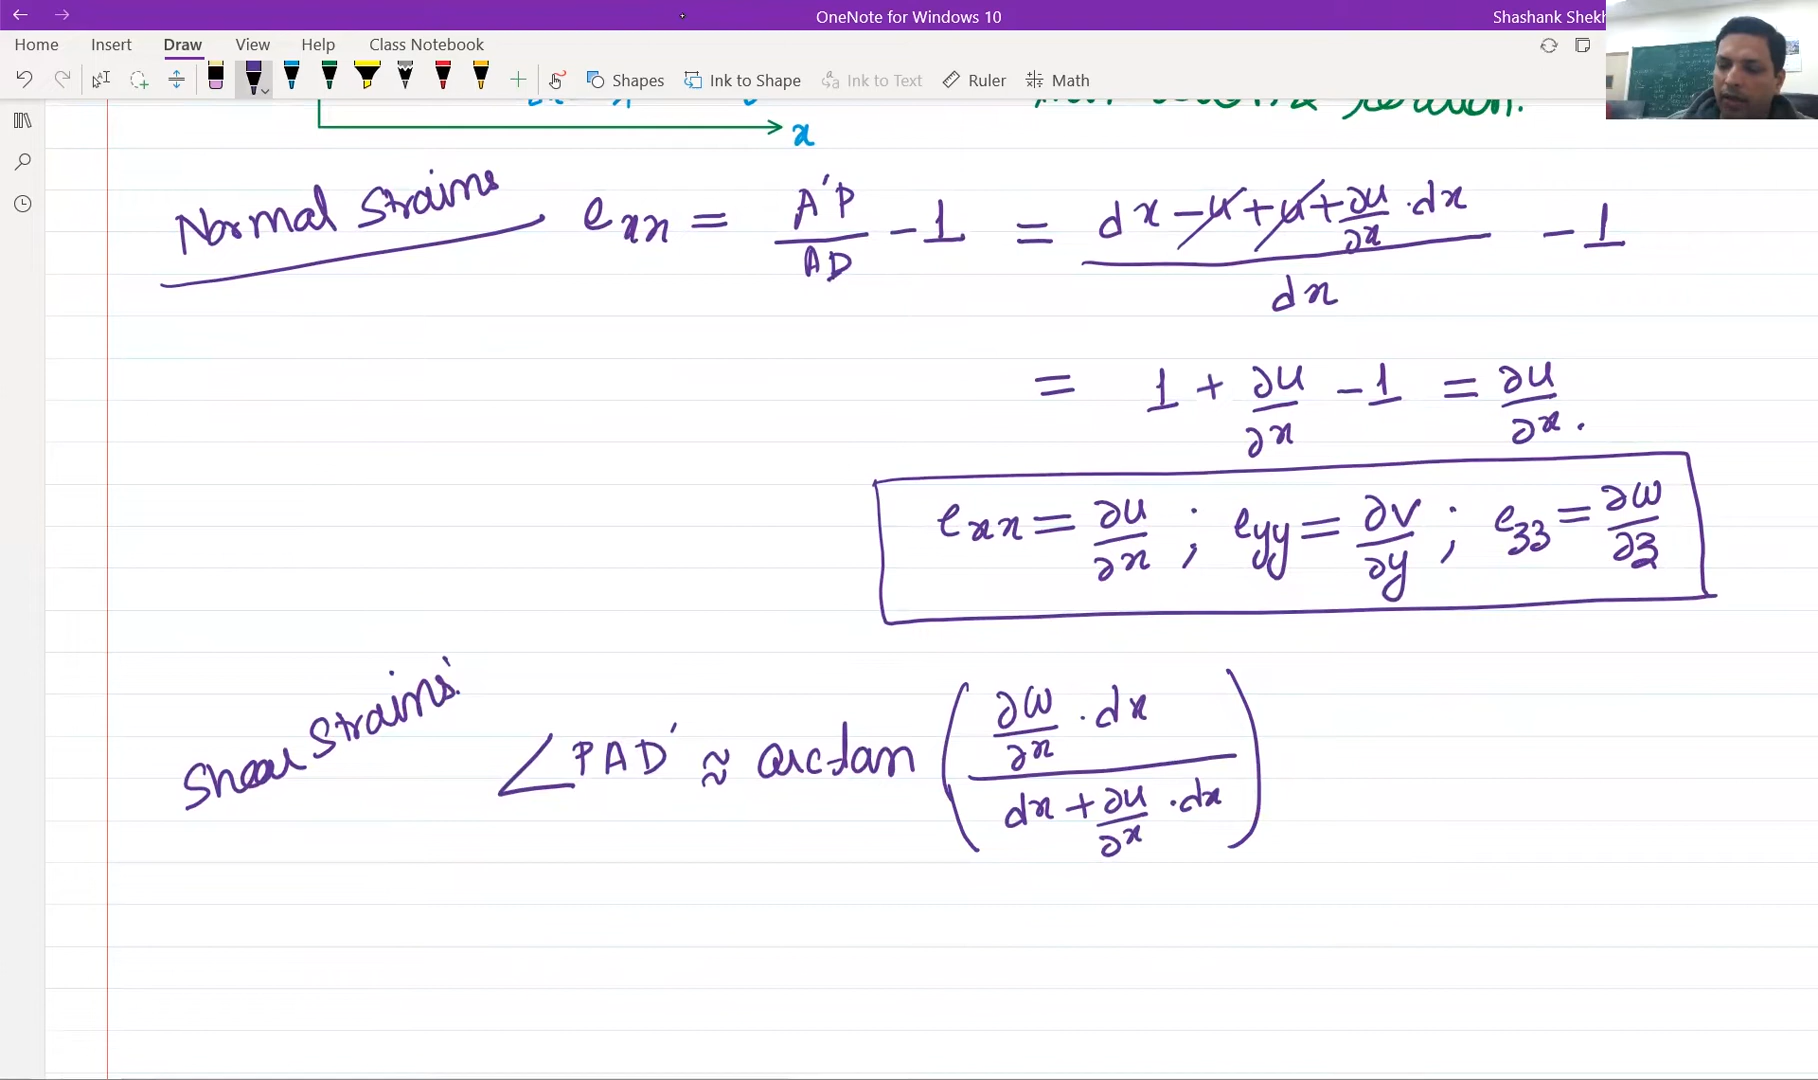 OneNote for Windows 10
Shashank Shekh
Home Insert Draw View Help Class Notebook
Shapes Ink to Shape Ink to Text Ruler Math
x
Normal Strains exx = A'P/AD - 1 = (dx - u + u + ∂u/∂x · dx)/dx - 1
= 1 + ∂u/∂x - 1 = ∂u/∂x.
exx = ∂u/∂x ; eyy = ∂v/∂y ; ezz = ∂w/∂z
Shear Strains: ∠PAD' ≈ arctan ((∂w/∂x · dx)/(dx + ∂u/∂x · dx))